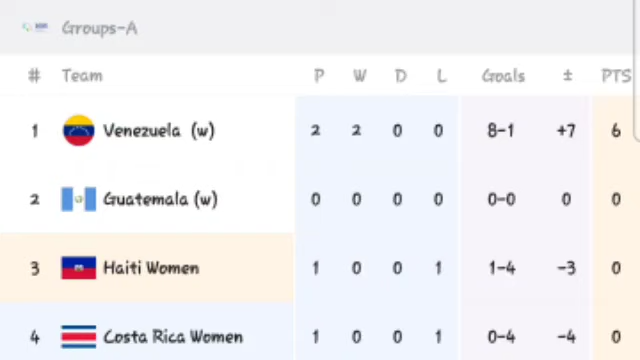 Groups-A
# Team P W D L Goals ± PTS
1 Venezuela (w) 2 2 0 0 8-1 +7 6
2 Guatemala (w) 0 0 0 0 0-0 0 0
3 Haiti Women 1 0 0 1 1-4 -3 0
4 Costa Rica Women 1 0 0 1 0-4 -4 0